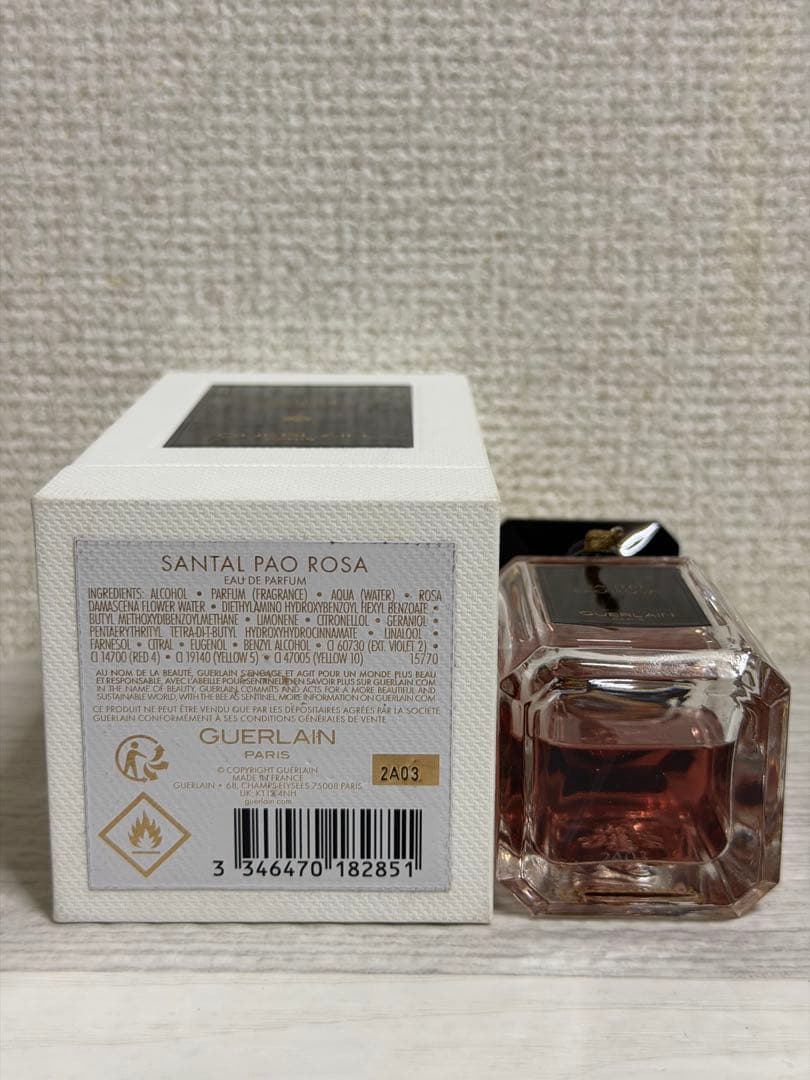 GUERLAIN
SANTAL PAO ROSA
EAU DE PARFUM
INGREDIENTS: ALCOHOL • PARFUM (FRAGRANCE) • AQUA (WATER) • ROSA
DAMASCENA FLOWER WATER • DIETHYLAMINO HYDROXYBENZOYL HEXYL BENZOATE •
BUTYL METHOXYDIBENZOYLMETHANE • LIMONENE • CITRONELLOL • GERANIOL •
PENTAERYTHRITYL TETRA-DI-T-BUTYL HYDROXYHYDROCINNAMATE • LINALOOL •
FARNESOL • CITRAL • EUGENOL • BENZYL ALCOHOL • CI 60730 (EXT. VIOLET 2) •
CI 14700 (RED 4) • CI 19140 (YELLOW 5) • CI 47005 (YELLOW 10) 15770
AU NOM DE LA BEAUTÉ, GUERLAIN S'ENGAGE ET AGIT POUR UN MONDE PLUS BEAU
ET RESPONSABLE, AVEC L'ABEILLE POUR SENTINELLE. EN SAVOIR PLUS SUR GUERLAIN.COM.
IN THE NAME OF BEAUTY, GUERLAIN COMMITS AND ACTS FOR A MORE BEAUTIFUL AND
SUSTAINABLE WORLD, WITH THE BEE AS SENTINEL. MORE INFORMATION ON GUERLAIN.COM.
CE PRODUIT NE PEUT ÊTRE VENDU QUE PAR LES DÉPOSITAIRES AGRÉÉS PAR LA SOCIÉTÉ
GUERLAIN CONFORMÉMENT À SES CONDITIONS GÉNÉRALES DE VENTE.
GUERLAIN
PARIS
2A03
© COPYRIGHT GUERLAIN
MADE IN FRANCE
GUERLAIN • 68, CHAMPS-ELYSÉES 75008 PARIS
UK: KT12 4NH
guerlain.com
3 346470 182851
GUERLAIN
2A01